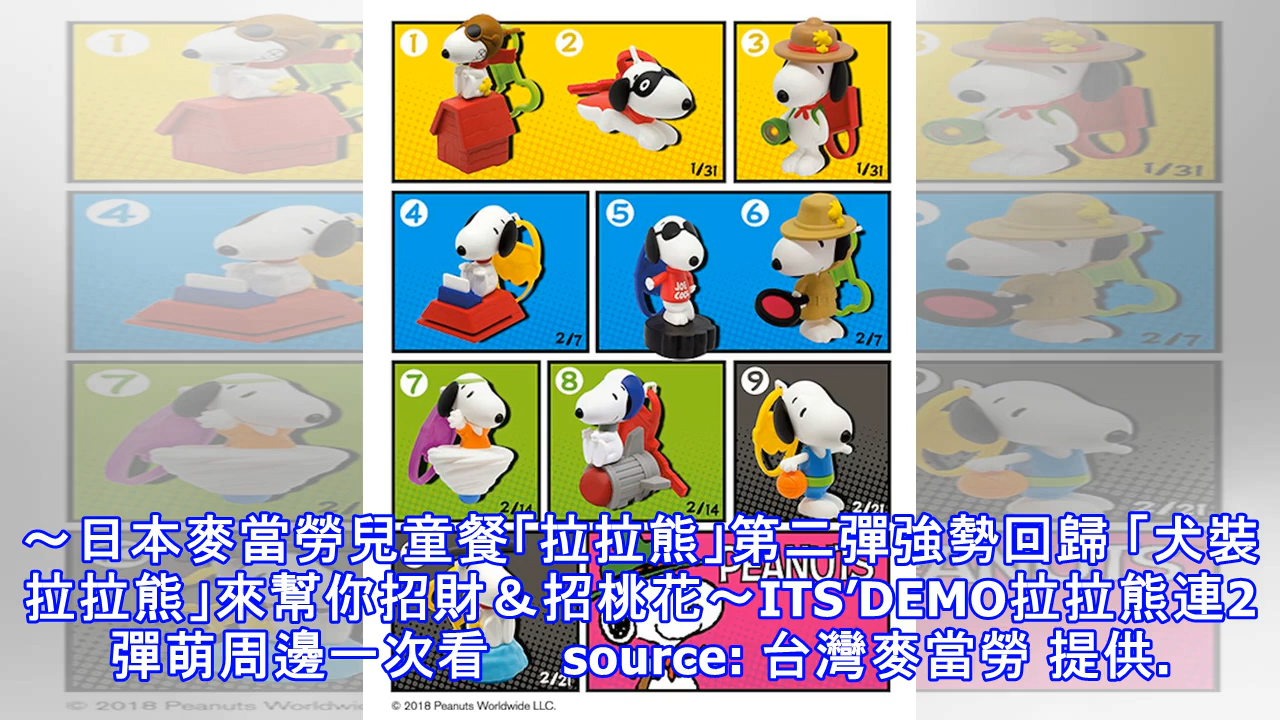 1
2
3
1/31
1/31
4
5
6
JOE
COOL
2/7
2/7
7
8
9
2/14
2/14
2/21
～日本麥當勞兒童餐「拉拉熊」第二彈強勢回歸 「犬裝
拉拉熊」來幫你招財＆招桃花～ITS’DEMO拉拉熊連2
彈萌周邊一次看 source: 台灣麥當勞 提供.
PEANUTS
2/21
© 2018 Peanuts Worldwide LLC.